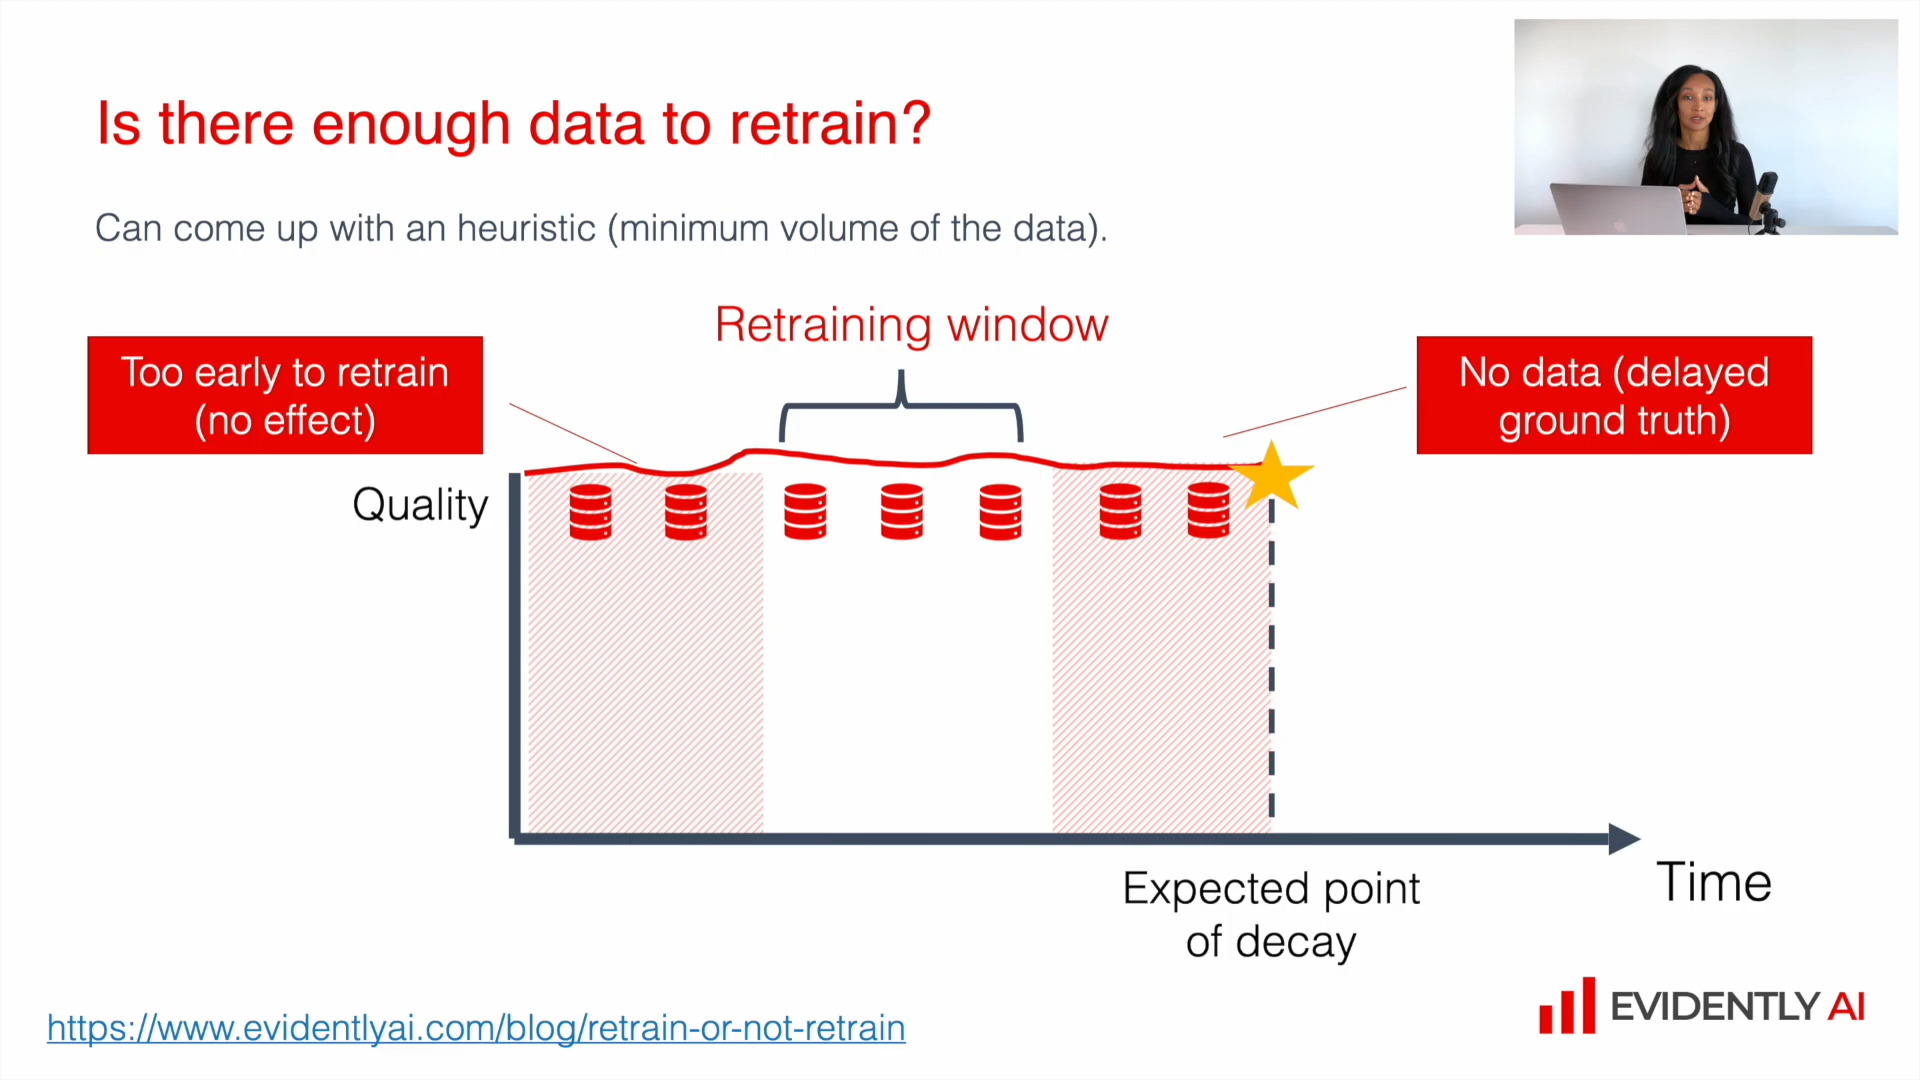 Is there enough data to retrain?
Can come up with an heuristic (minimum volume of the data).
Retraining window
Too early to retrain
(no effect)
No data (delayed
ground truth)
Quality
Expected point
of decay
Time
https://www.evidentlyai.com/blog/retrain-or-not-retrain
EVIDENTLY AI